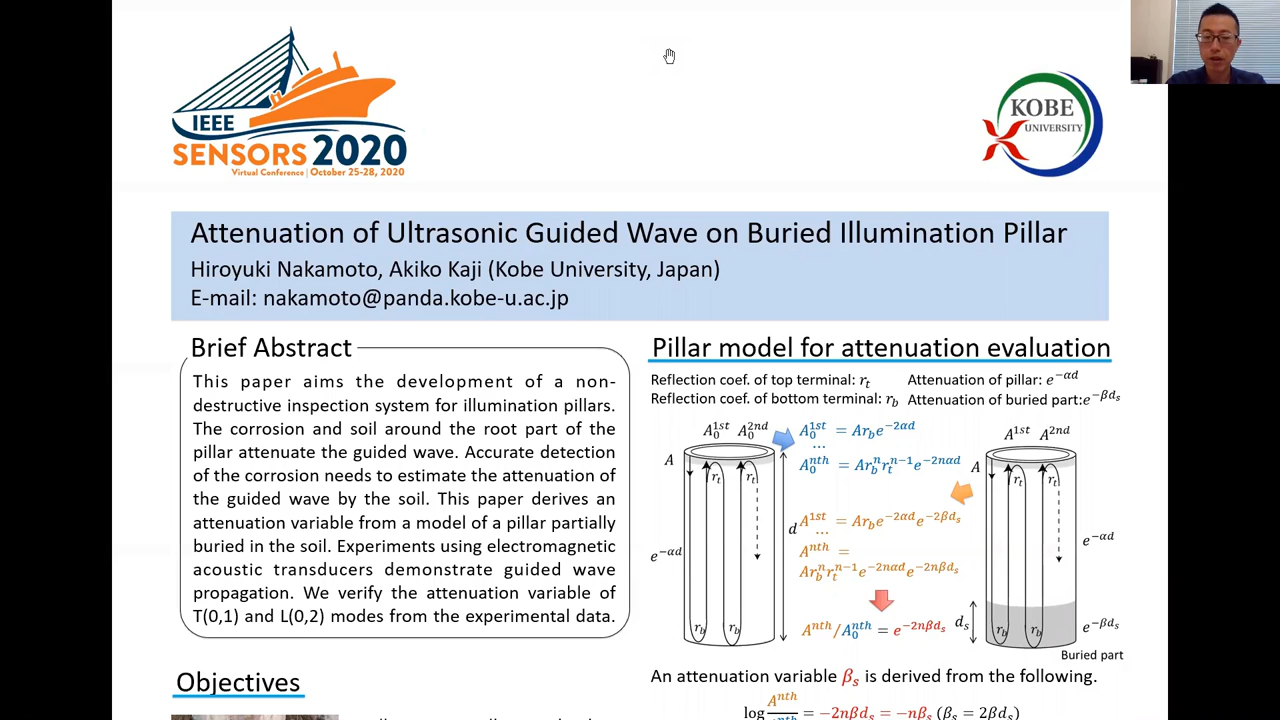 IEEE
SENSORS 2020
Virtual Conference | October 25-28, 2020
KOBE
UNIVERSITY
Attenuation of Ultrasonic Guided Wave on Buried Illumination Pillar
Hiroyuki Nakamoto, Akiko Kaji (Kobe University, Japan)
E-mail: nakamoto@panda.kobe-u.ac.jp
Brief Abstract
This paper aims the development of a non-
destructive inspection system for illumination pillars.
The corrosion and soil around the root part of the
pillar attenuate the guided wave. Accurate detection
of the corrosion needs to estimate the attenuation of
the guided wave by the soil. This paper derives an
attenuation variable from a model of a pillar partially
buried in the soil. Experiments using electromagnetic
acoustic transducers demonstrate guided wave
propagation. We verify the attenuation variable of
T(0,1) and L(0,2) modes from the experimental data.
Objectives
Pillar model for attenuation evaluation
Reflection coef. of top terminal: r_t
Attenuation of pillar: e^{-αd}
Reflection coef. of bottom terminal: r_b
Attenuation of buried part:e^{-βd_s}
A_0^{1st} A_0^{2nd}
A
r_t
r_t
e^{-αd}
r_b
r_b
d
A_0^{1st} = Ar_b e^{-2αd}
...
A_0^{nth} = Ar_b^n r_t^{n-1} e^{-2nαd}
A^{1st} = Ar_b e^{-2αd} e^{-2βd_s}
...
A^{nth} =
Ar_b^n r_t^{n-1} e^{-2nαd} e^{-2nβd_s}
A^{nth}/A_0^{nth} = e^{-2nβd_s}
A^{1st} A^{2nd}
A
r_t
r_t
e^{-αd}
d_s
r_b
r_b
e^{-βd_s}
Buried part
An attenuation variable β_s is derived from the following.
log A^{nth} = -2nβd_s = -nβ_s (β_s = 2βd_s)